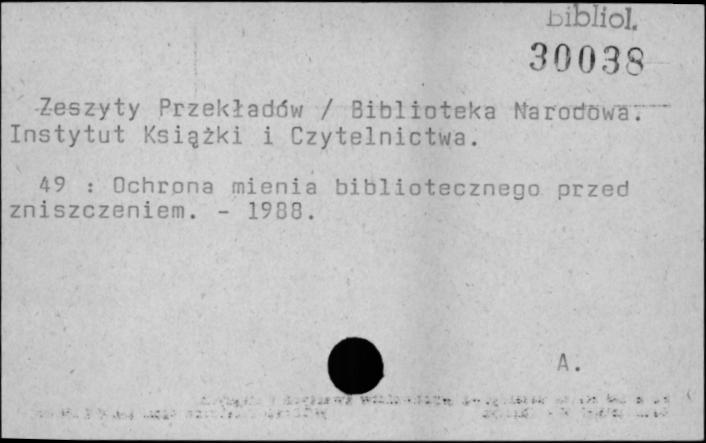 Bibliol.
30038
Zeszyty Przekładów / Biblioteka Narodowa.
Instytut Książki i Czytelnictwa.
49 : Ochrona mienia bibliotecznego przed
zniszczeniem. - 1988.
A.